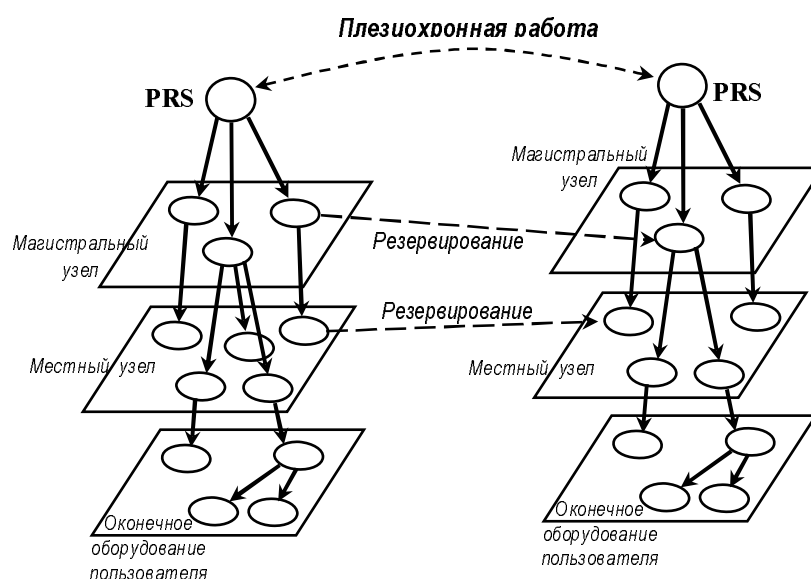 Плезиохронная работа
PRS
PRS
Магистральный
узел
Магистральный
узел
Резервирование
Резервирование
Местный узел
Местный узел
Оконечное
оборудование
пользователя
Оконечное
оборудование
пользователя